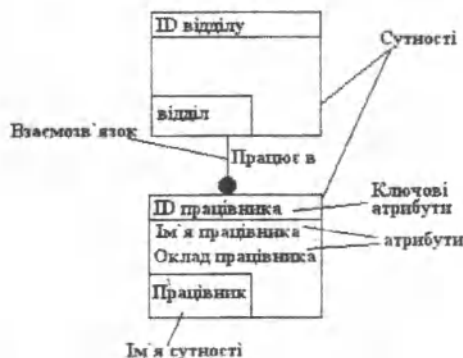 ID відділу
Сутності
відділ
Взаємозв`язок
Працює в
ID працівника
Ключові
атрибути
Ім`я працівника
атрибути
Оклад працівника
Працівник
Ім`я сутності